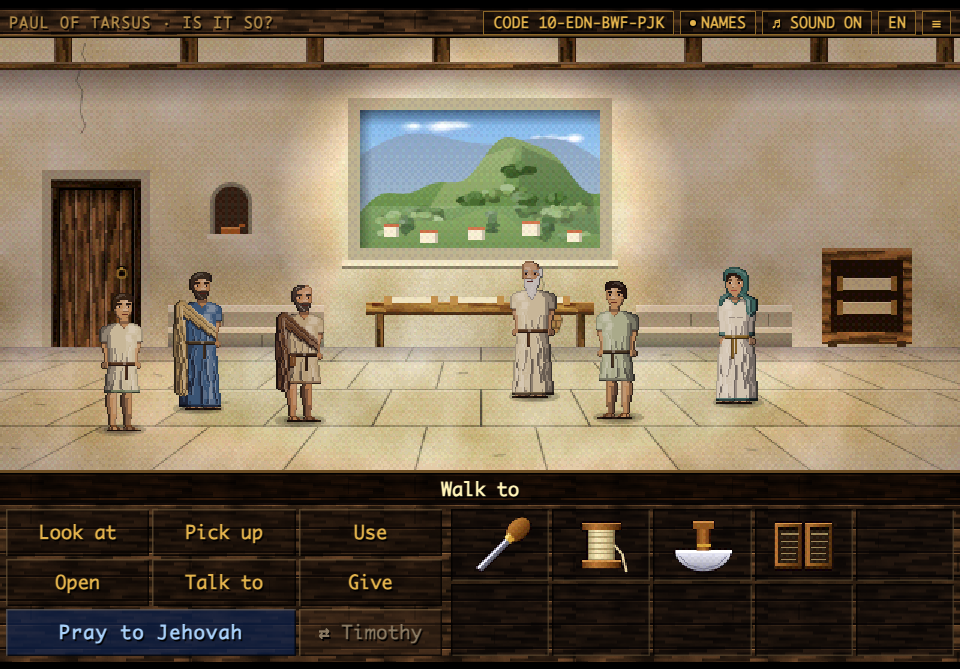 PAUL OF TARSUS · IS IT SO?
CODE 10-EDN-BWF-PJK
● NAMES
♬ SOUND ON
EN
≡
Walk to
Look at
Pick up
Use
Open
Talk to
Give
Pray to Jehovah
⇄ Timothy